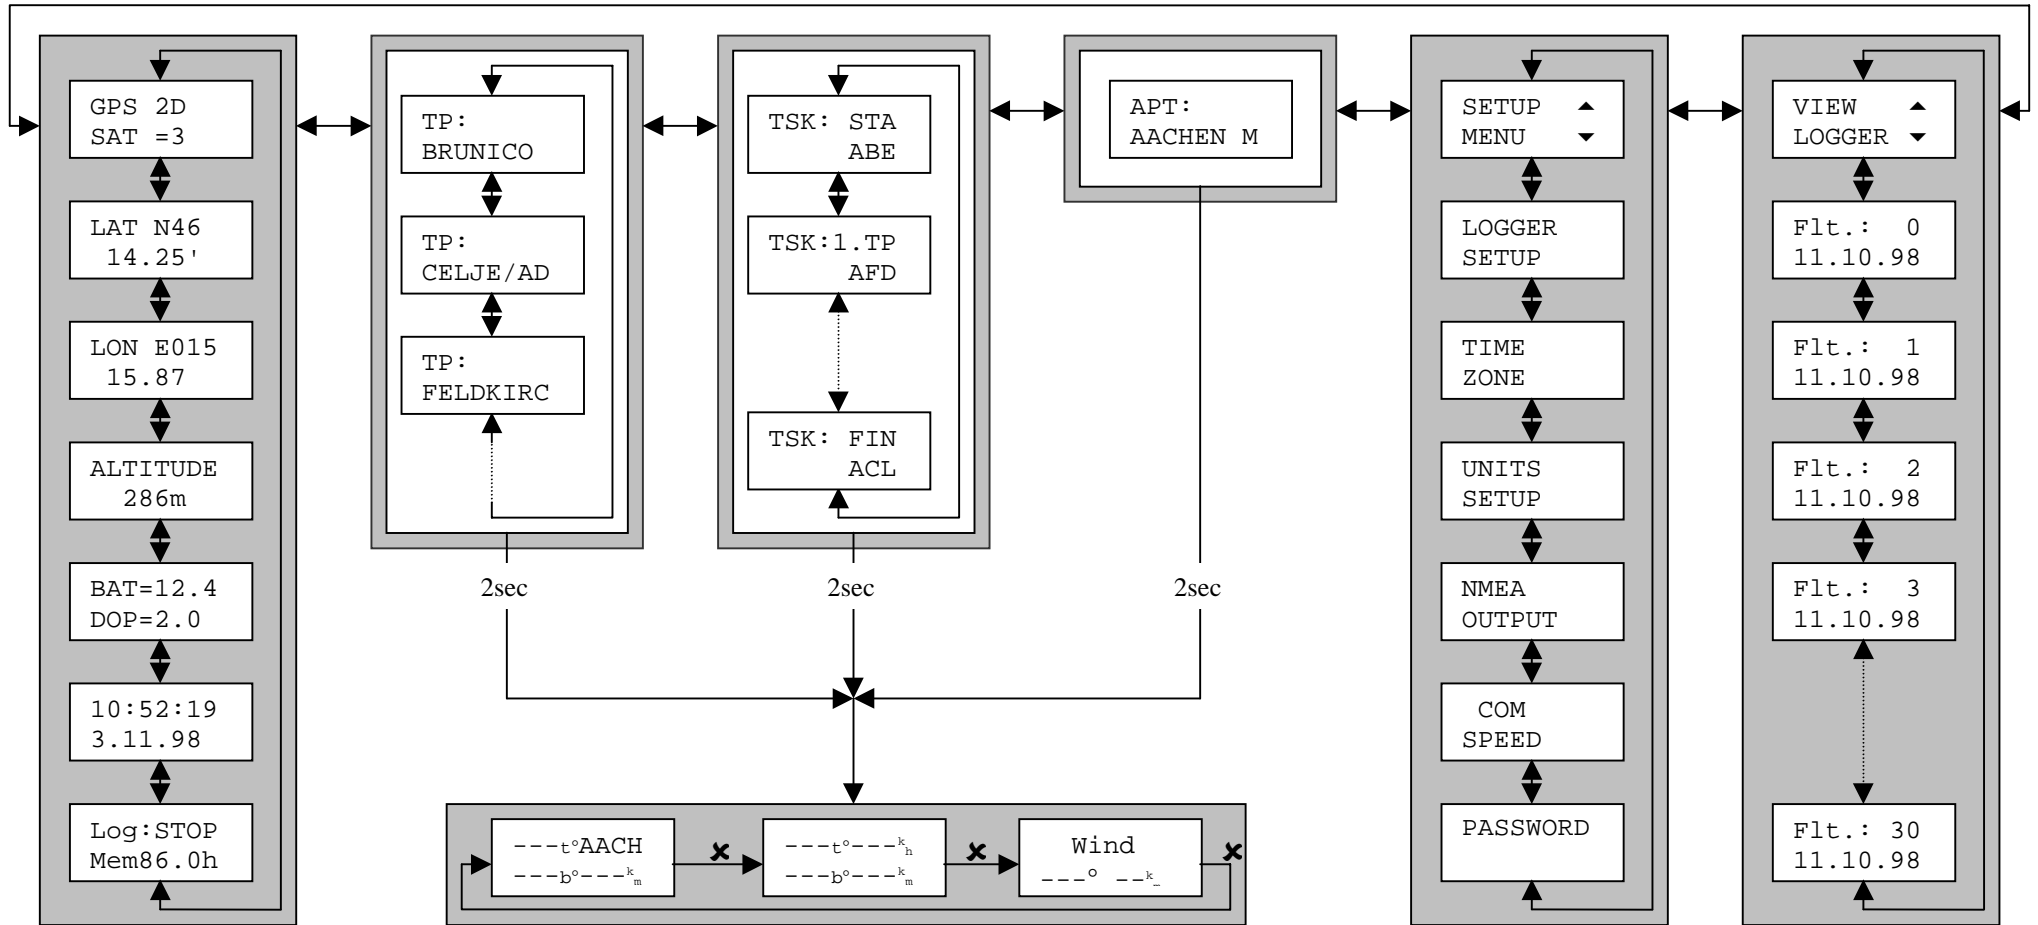 GPS 2D
SAT =3
LAT N46
14.25'
LON E015
15.87
ALTITUDE
286m
BAT=12.4
DOP=2.0
10:52:19
3.11.98
Log:STOP
Mem86.0h
TP:
BRUNICO
TP:
CELJE/AD
TP:
FELDKIRC
2sec
TSK: STA
ABE
TSK:1.TP
AFD
TSK: FIN
ACL
2sec
APT:
AACHEN M
2sec
---t°AACH
---b°---km
---t°---kh
---b°---km
Wind
---° --k
SETUP
MENU
LOGGER
SETUP
TIME
ZONE
UNITS
SETUP
NMEA
OUTPUT
COM
SPEED
PASSWORD
VIEW
LOGGER
Flt.: 0
11.10.98
Flt.: 1
11.10.98
Flt.: 2
11.10.98
Flt.: 3
11.10.98
Flt.: 30
11.10.98